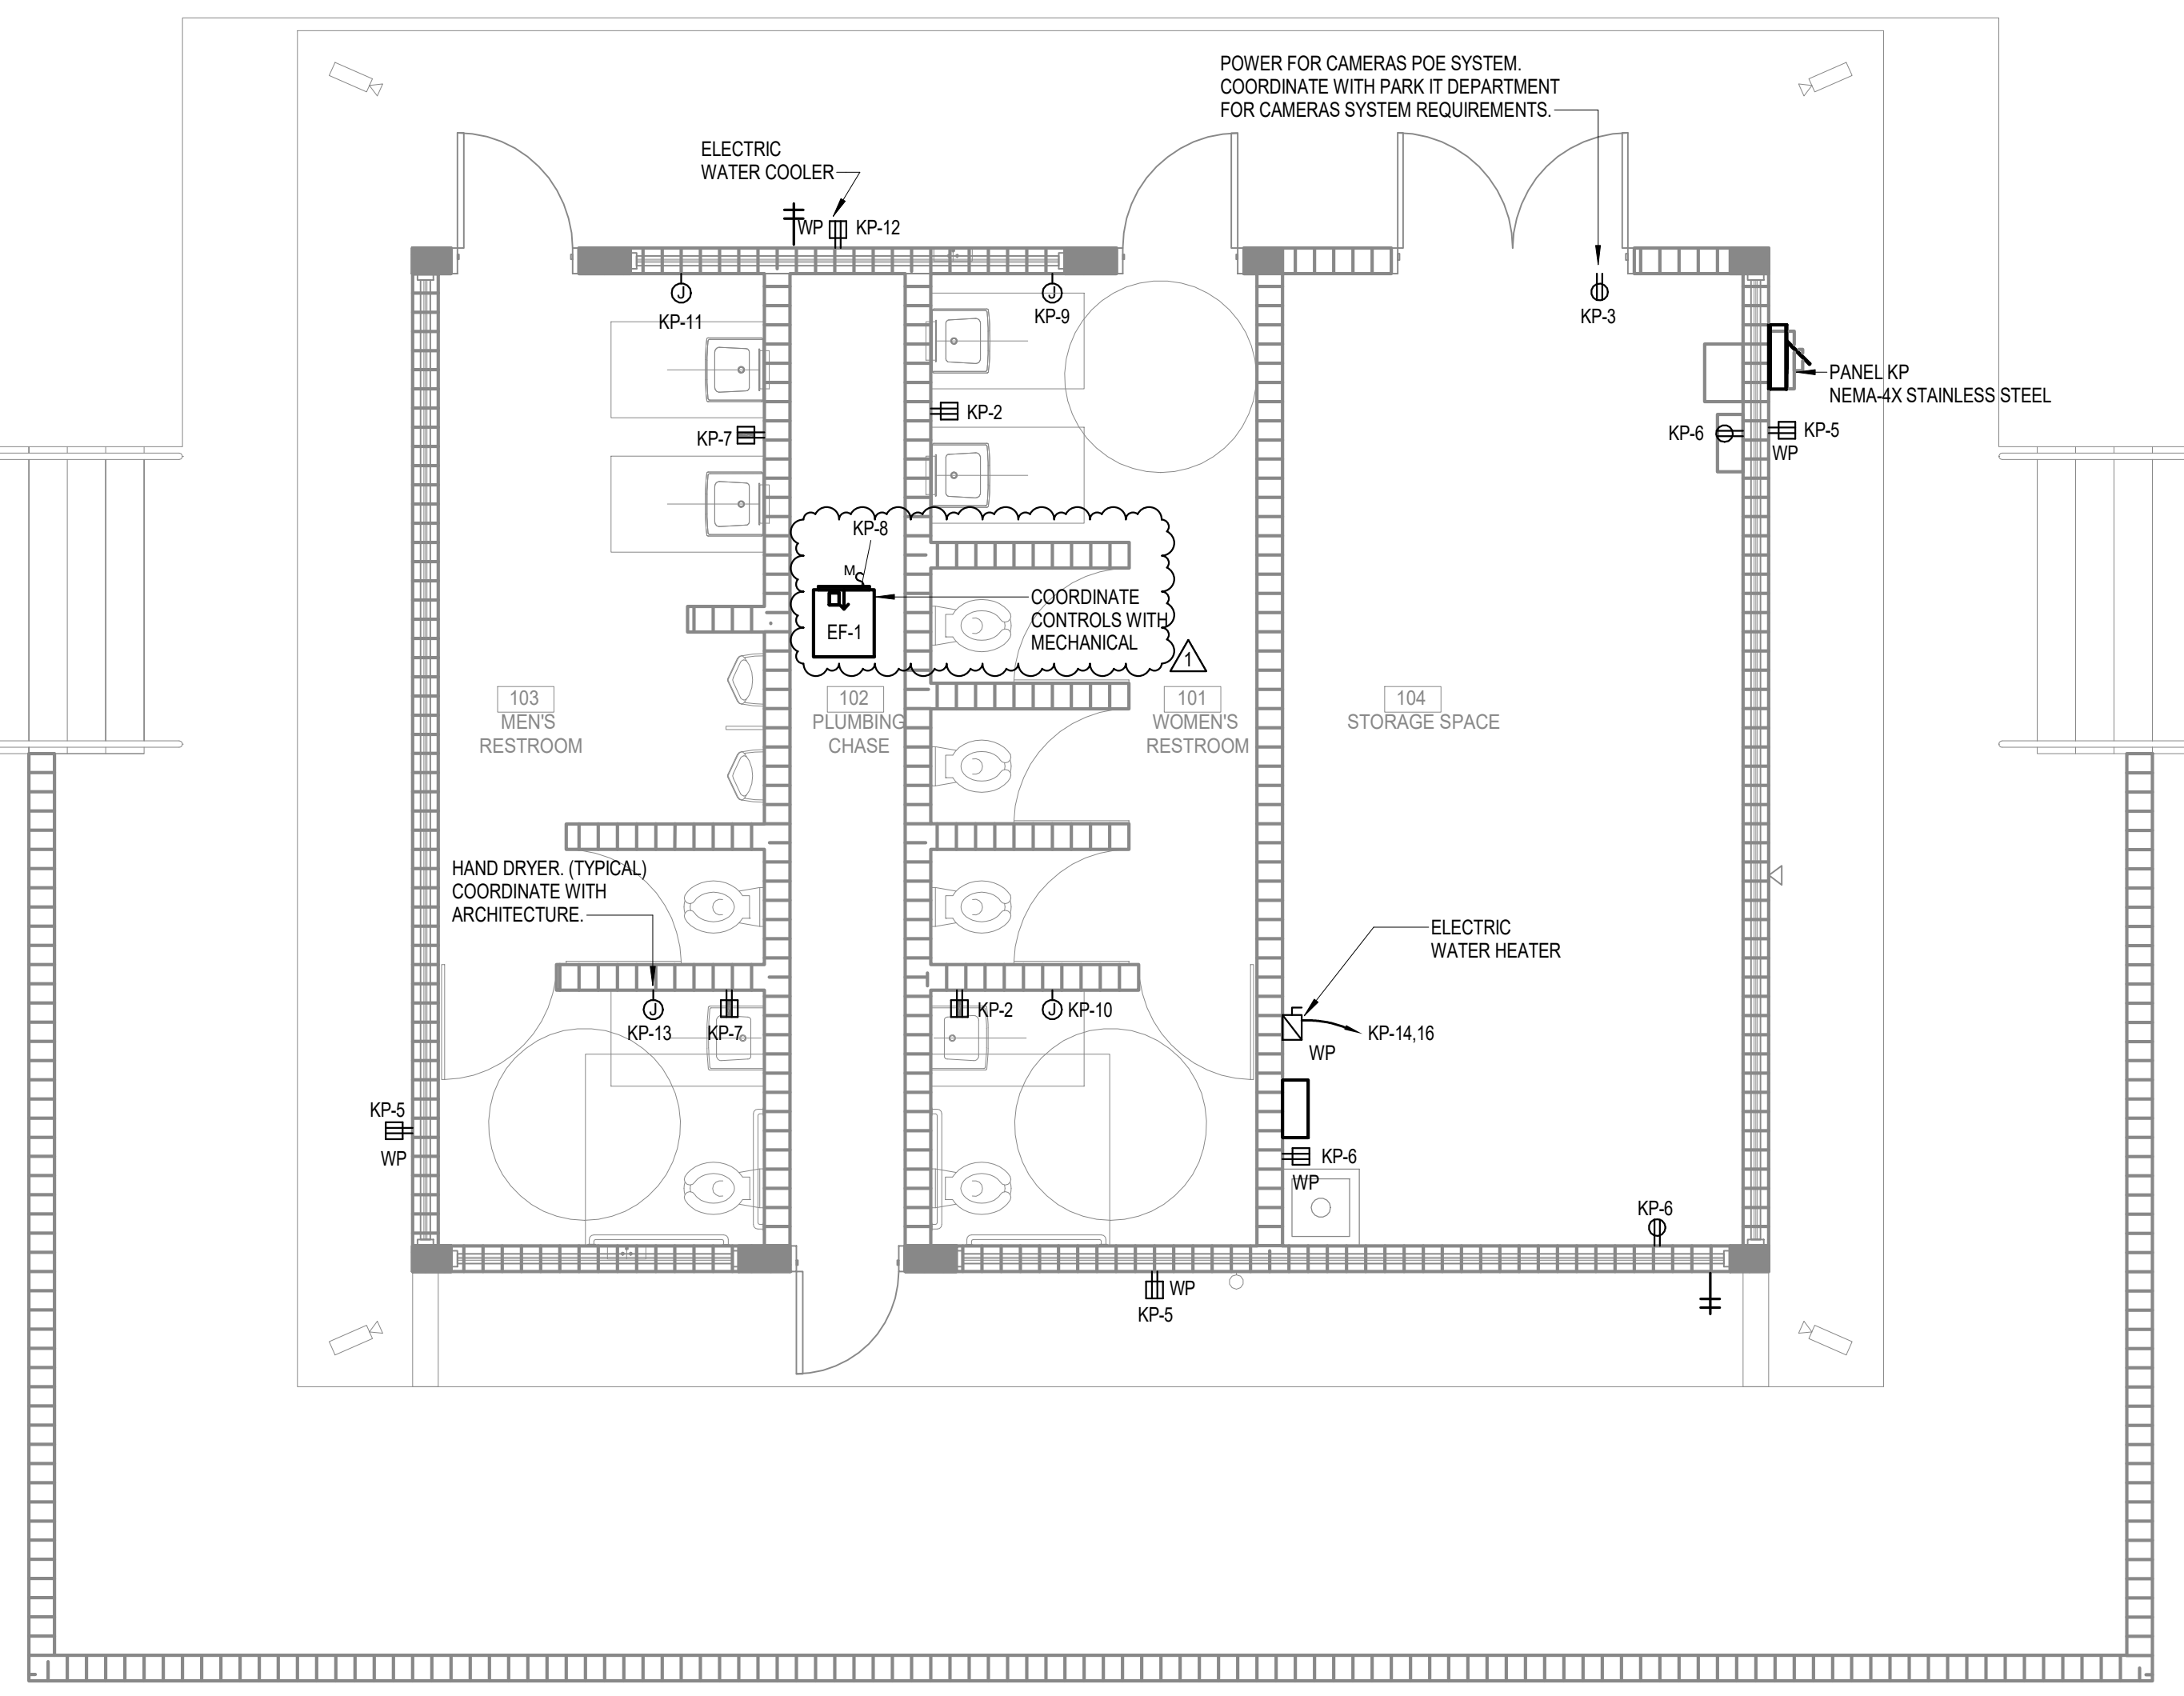 POWER FOR CAMERAS POE SYSTEM.
COORDINATE WITH PARK IT DEPARTMENT
FOR CAMERAS SYSTEM REQUIREMENTS.
ELECTRIC
WATER COOLER
WP
KP-12
KP-11
KP-9
KP-3
PANEL KP
NEMA-4X STAINLESS STEEL
KP-7
KP-2
KP-6
KP-5
WP
KP-8
M
EF-1
COORDINATE
CONTROLS WITH
MECHANICAL
1
J
J
103
MEN'S
RESTROOM
102
PLUMBING
CHASE
101
WOMEN'S
RESTROOM
104
STORAGE SPACE
HAND DRYER. (TYPICAL)
COORDINATE WITH
ARCHITECTURE.
ELECTRIC
WATER HEATER
J
KP-13
KP-7
KP-2
J
KP-10
KP-14,16
WP
KP-5
WP
KP-6
WP
KP-6
WP
KP-5